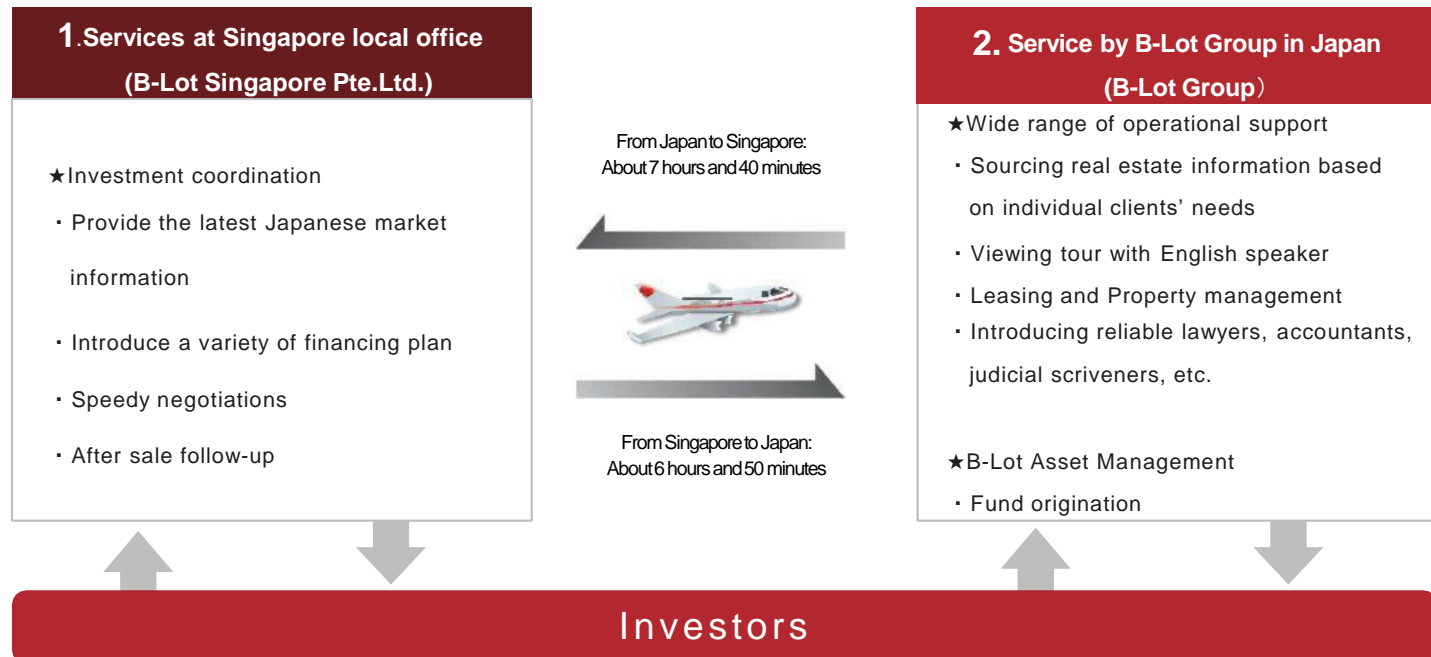 1.Services at Singapore local office
(B-Lot Singapore Pte.Ltd.)
★Investment coordination
・Provide the latest Japanese market
information
・Introduce a variety of financing plan
・Speedy negotiations
・After sale follow-up
From Japan to Singapore:
About 7 hours and 40 minutes
From Singapore to Japan:
About 6 hours and 50 minutes
2. Service by B-Lot Group in Japan
(B-Lot Group）
★Wide range of operational support
・Sourcing real estate information based
on individual clients’ needs
・Viewing tour with English speaker
・Leasing and Property management
・Introducing reliable lawyers, accountants,
judicial scriveners, etc.
★B-Lot Asset Management
・Fund origination
Investors